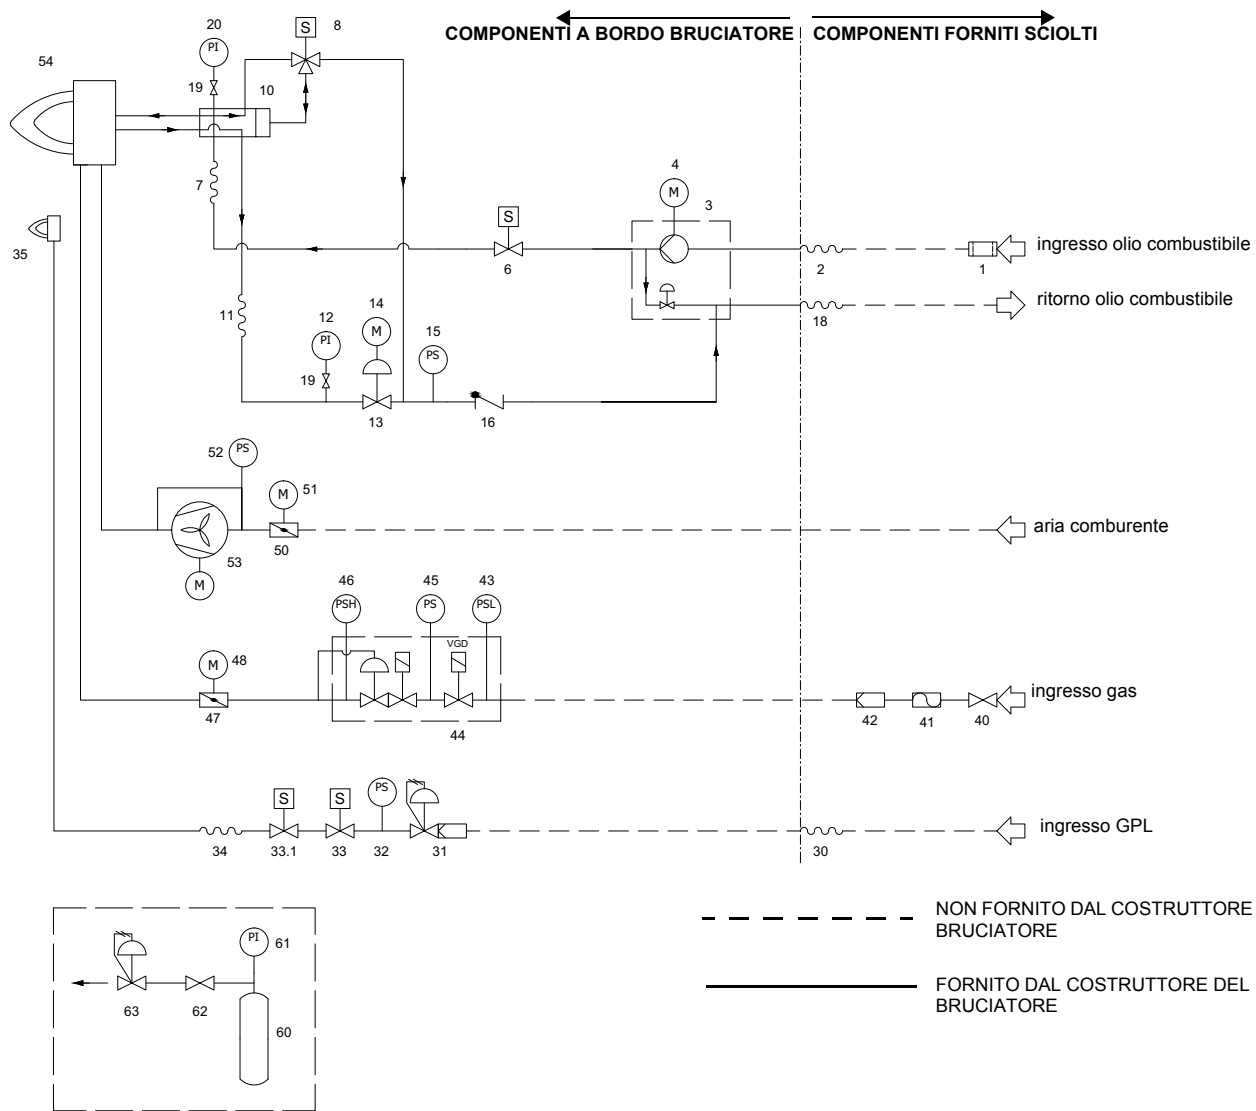 COMPONENTI A BORDO BRUCIATORE
COMPONENTI FORNITI SCIOLTI
20
S
8
54
PI
19
10
4
M
3
7
S
35
6
2
1
ingresso olio combustibile
ritorno olio combustibile
18
11
12
14
15
PI
M
PS
19
13
16
52
PS
51
M
50
53
M
aria comburente
46
45
43
PSH
PS
PSL
VGD
M
48
47
44
42
41
40
ingresso gas
S
S
PS
34
33.1
33
32
31
30
ingresso GPL
NON FORNITO DAL COSTRUTTORE
BRUCIATORE
FORNITO DAL COSTRUTTORE DEL
BRUCIATORE
PI
61
63
62
60